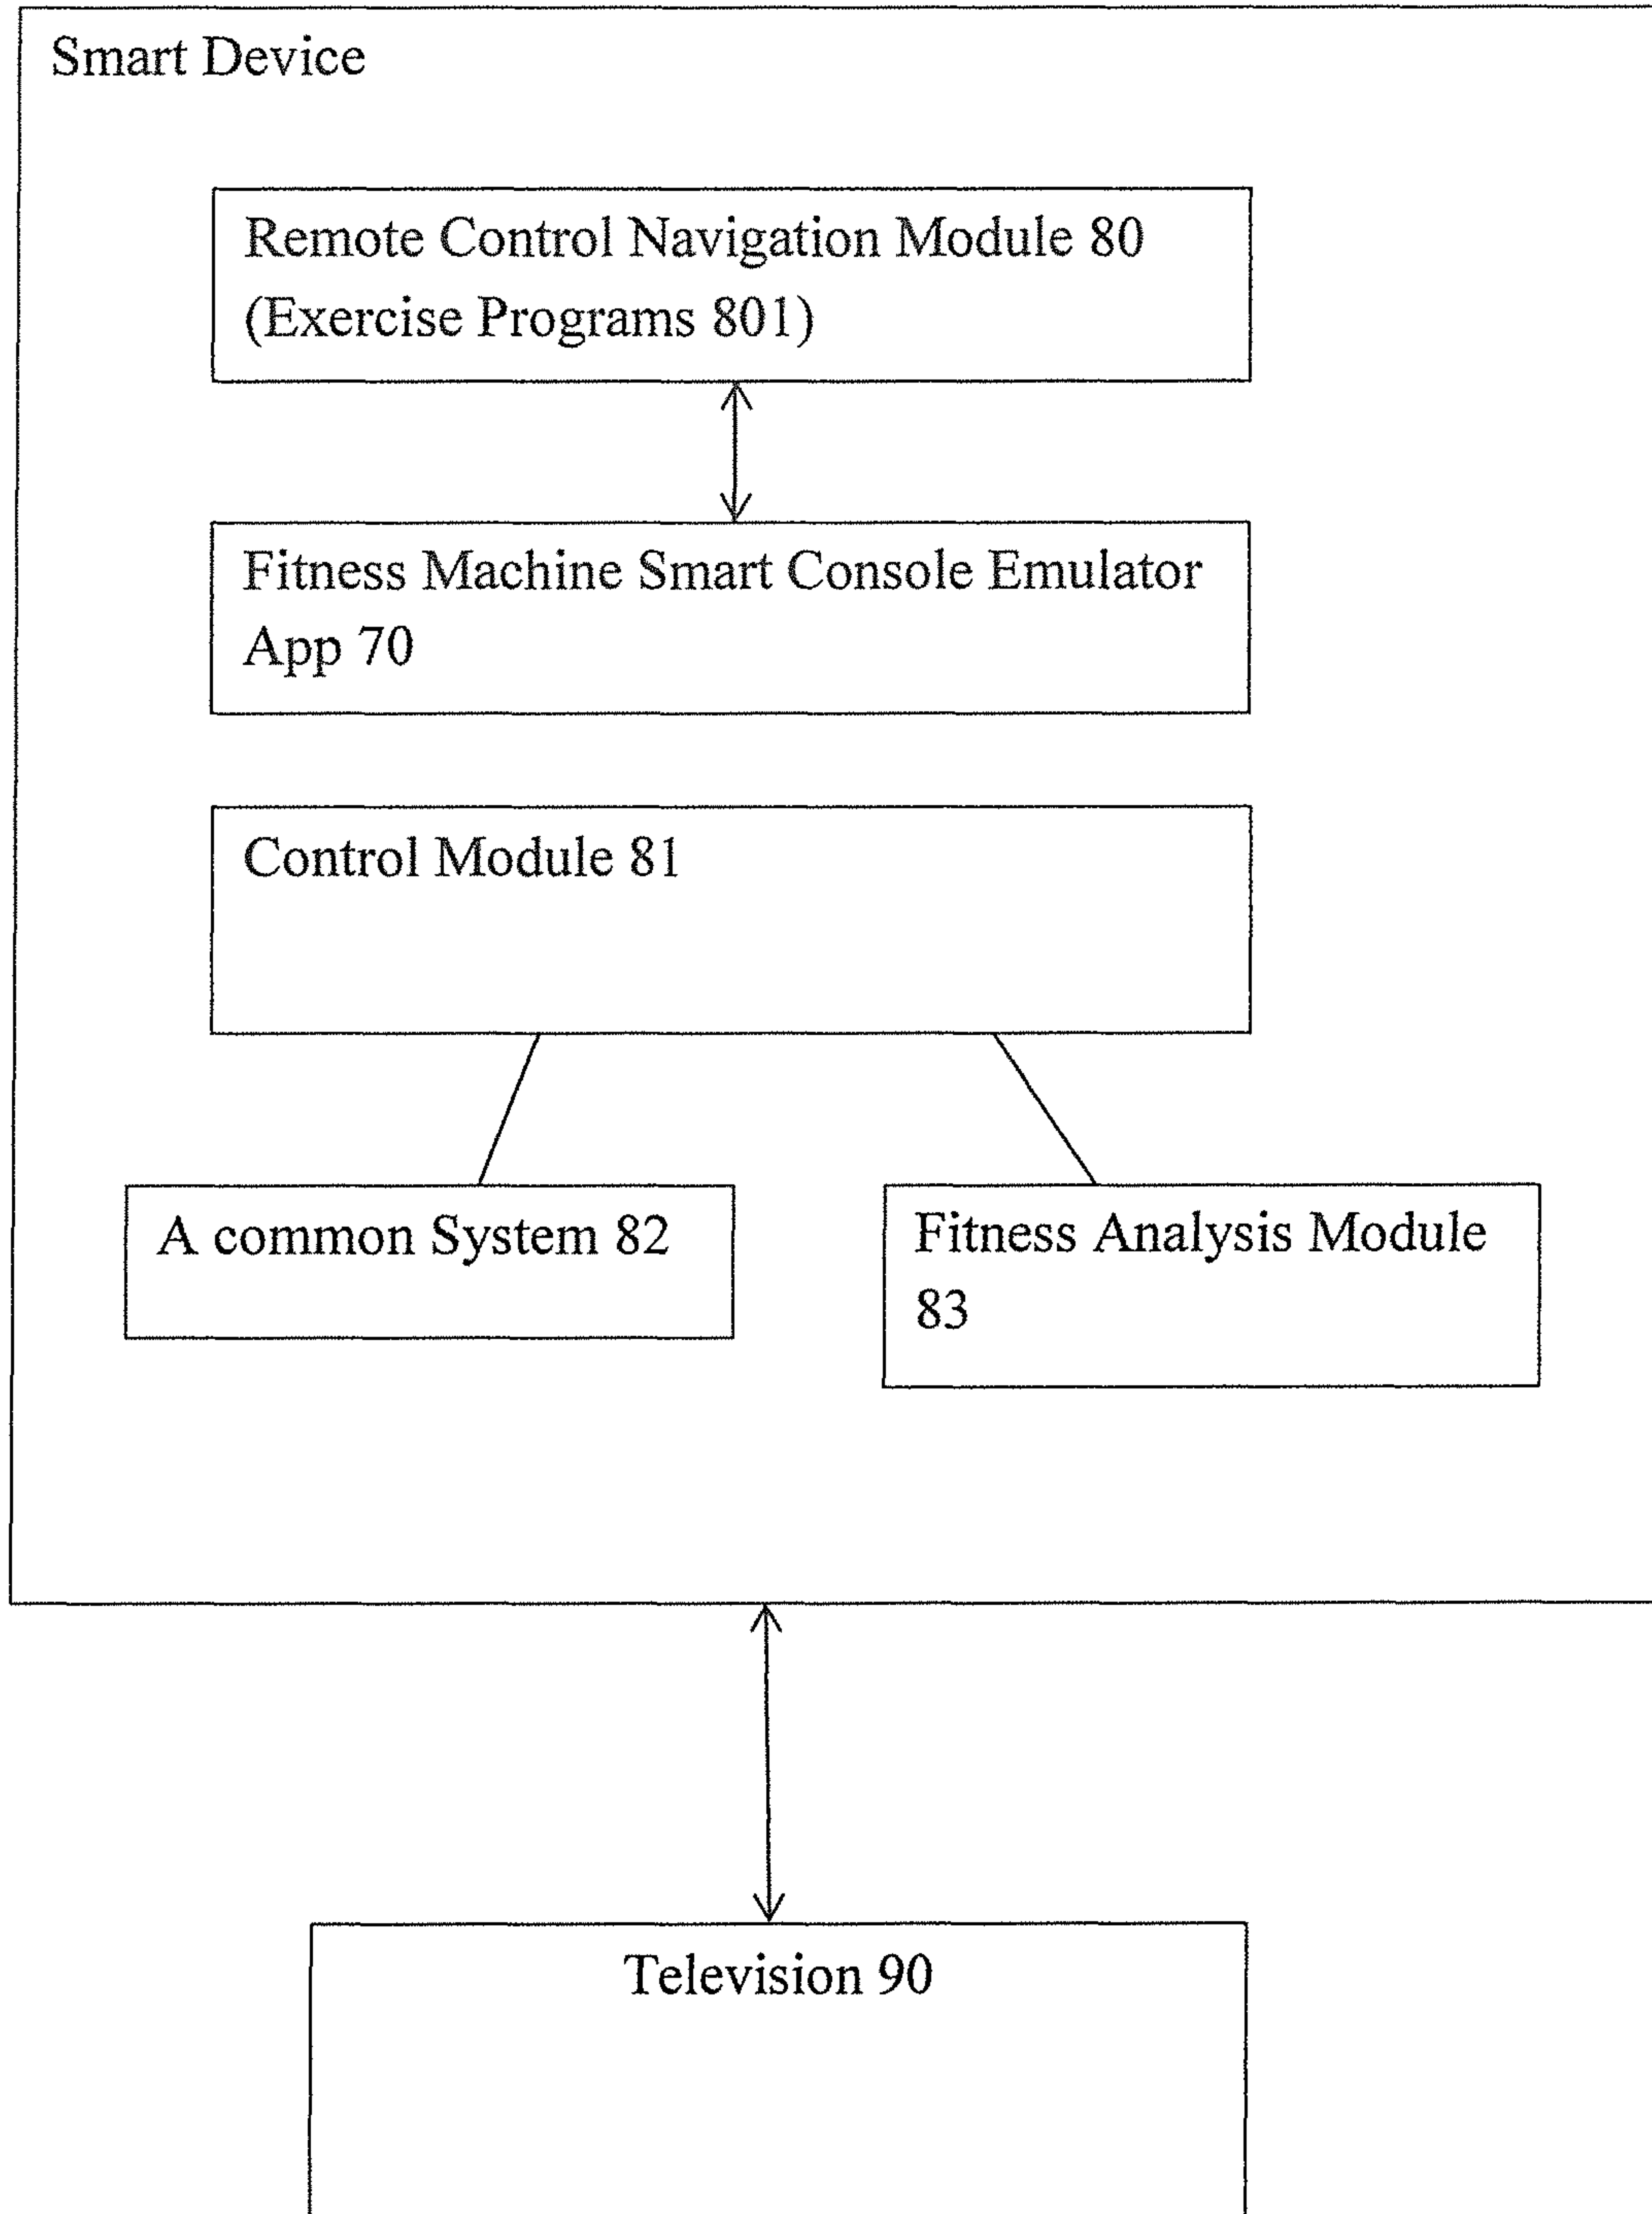 Smart Device
Remote Control Navigation Module 80
(Exercise Programs 801)
Fitness Machine Smart Console Emulator
App 70
Control Module 81
A common System 82
Fitness Analysis Module
83
Television 90